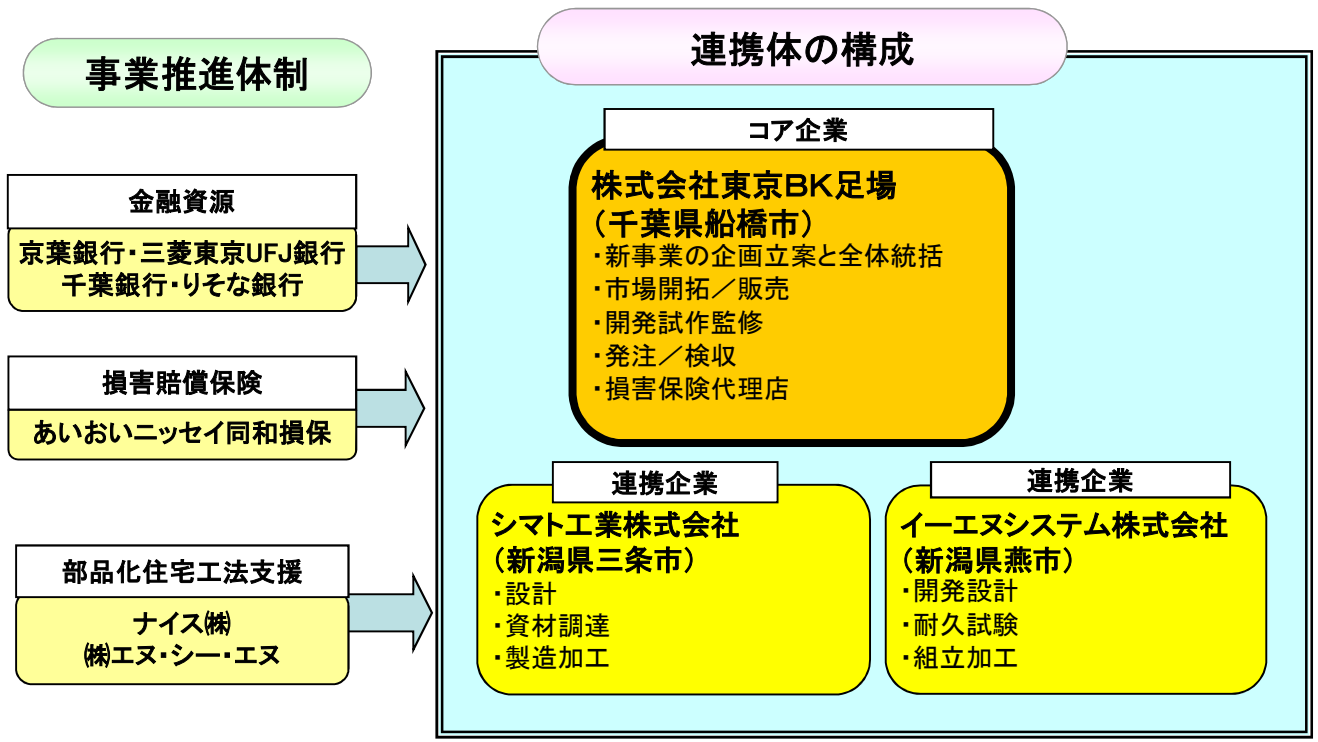 事業推進体制
金融資源
京葉銀行・三菱東京UFJ銀行
千葉銀行・りそな銀行
損害賠償保険
あいおいニッセイ同和損保
部品化住宅工法支援
ナイス㈱
㈱エヌ・シー・エヌ
連携体の構成
コア企業
株式会社東京BK足場
（千葉県船橋市）
・新事業の企画立案と全体統括
・市場開拓／販売
・開発試作監修
・発注／検収
・損害保険代理店
連携企業
シマト工業株式会社
（新潟県三条市）
・設計
・資材調達
・製造加工
連携企業
イーエヌシステム株式会社
（新潟県燕市）
・開発設計
・耐久試験
・組立加工